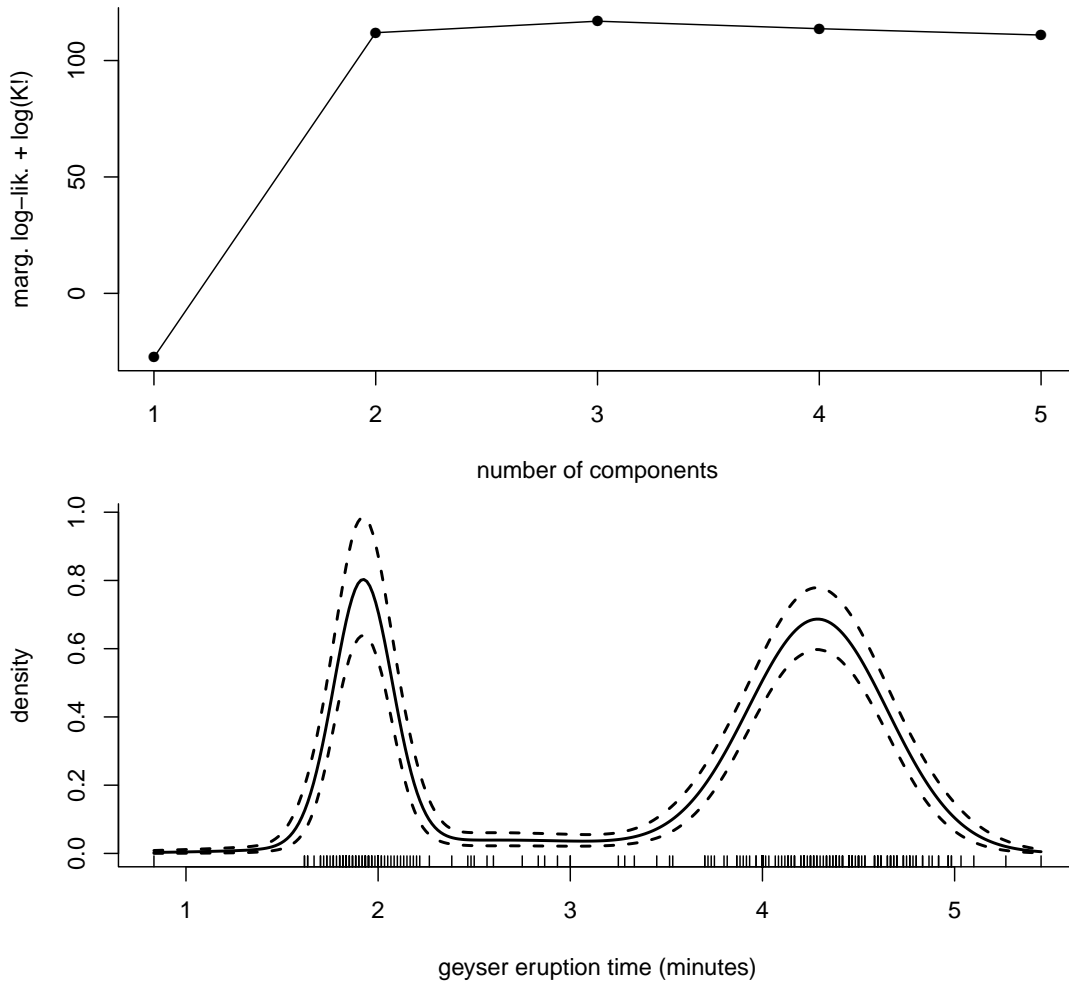 marg. log−lik. + log(K!)
100
50
0
1 2 3 4 5
number of components
density
1.0
0.8
0.6
0.4
0.2
0.0
1 2 3 4 5
geyser eruption time (minutes)